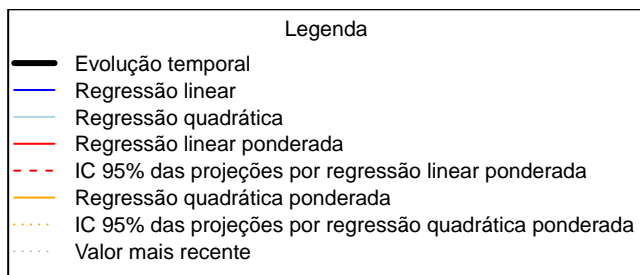 Legenda
Evolução temporal
Regressão linear
Regressão quadrática
Regressão linear ponderada
IC 95% das projeções por regressão linear ponderada
Regressão quadrática ponderada
IC 95% das projeções por regressão quadrática ponderada
Valor mais recente